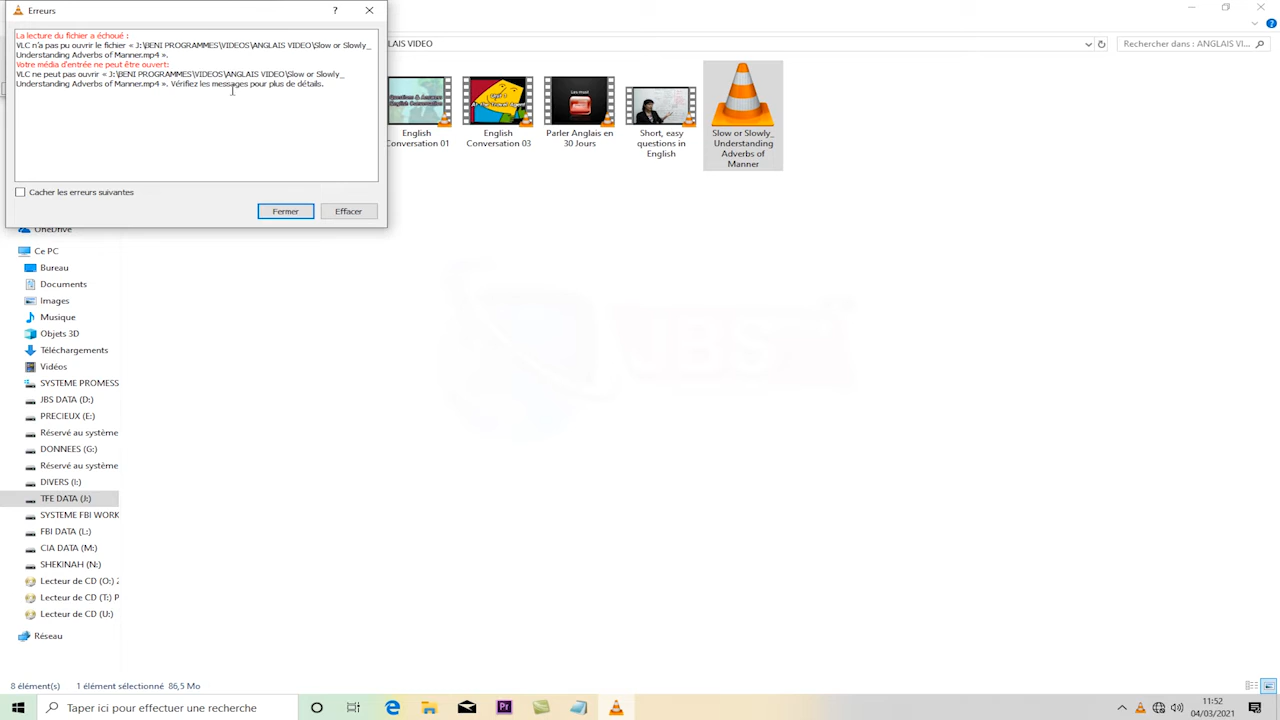 Erreurs
?
La lecture du fichier a échoué :
VLC n'a pas pu ouvrir le fichier « J:\BENI PROGRAMMES\VIDEOS\ANGLAIS VIDEO\Slow or Slowly_
Understanding Adverbs of Manner.mp4 ».
Votre média d'entrée ne peut être ouvert:
VLC ne peut pas ouvrir « J:\BENI PROGRAMMES\VIDEOS\ANGLAIS VIDEO\Slow or Slowly_
Understanding Adverbs of Manner.mp4 ». Vérifiez les messages pour plus de détails.
Cacher les erreurs suivantes
Fermer
Effacer
LAIS VIDEO
Rechercher dans : ANGLAIS VI...
Questions & Answers
English Conversation
English
Conversation 01
English
Conversation 03
Parler Anglais en
30 Jours
Short, easy
questions in
English
Slow or Slowly_
Understanding
Adverbs of
Manner
OneDrive
Ce PC
Bureau
Documents
Images
Musique
Objets 3D
Téléchargements
Vidéos
SYSTEME PROMESS
JBS DATA (D:)
PRECIEUX (E:)
Réservé au système
DONNEES (G:)
Réservé au système
DIVERS (I:)
TFE DATA (J:)
SYSTEME FBI WORK
FBI DATA (L:)
CIA DATA (M:)
SHEKINAH (N:)
Lecteur de CD (O:) 2
Lecteur de CD (T:) P
Lecteur de CD (U:)
Réseau
JBS
8 élément(s)
1 élément sélectionné 86,5 Mo
Taper ici pour effectuer une recherche
Pr
11:52
04/03/2021